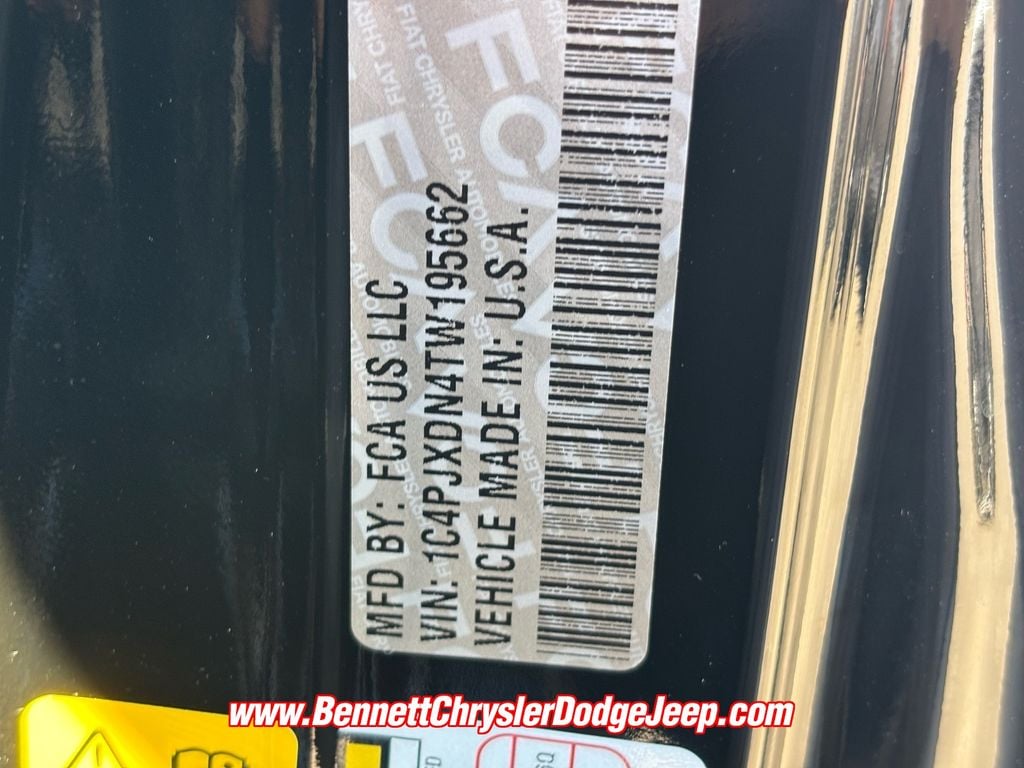 MFD BY: FCA US LLC
VIN: 1C4PJXDN4TW195662
VEHICLE MADE IN: U.S.A.
www.BennettChryslerDodgeJeep.com